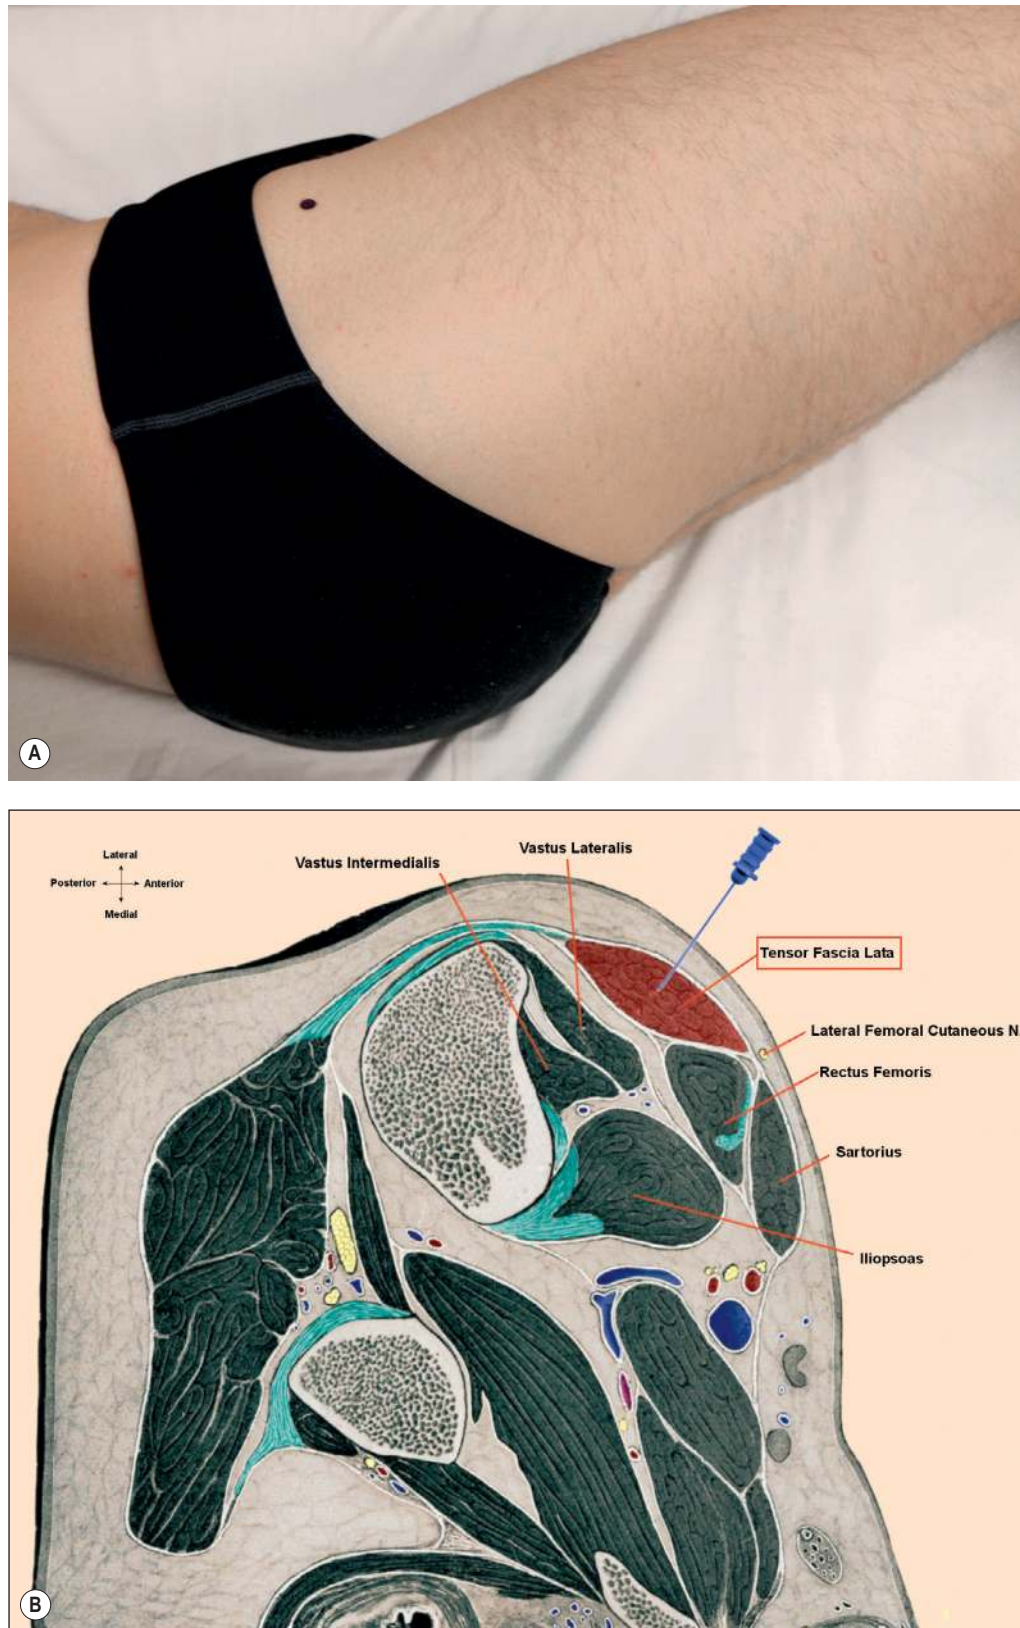 A
Lateral
Posterior Anterior
Medial
Vastus Intermedialis
Vastus Lateralis
Tensor Fascia Lata
Lateral Femoral Cutaneous N
Rectus Femoris
Sartorius
Iliopsoas
B